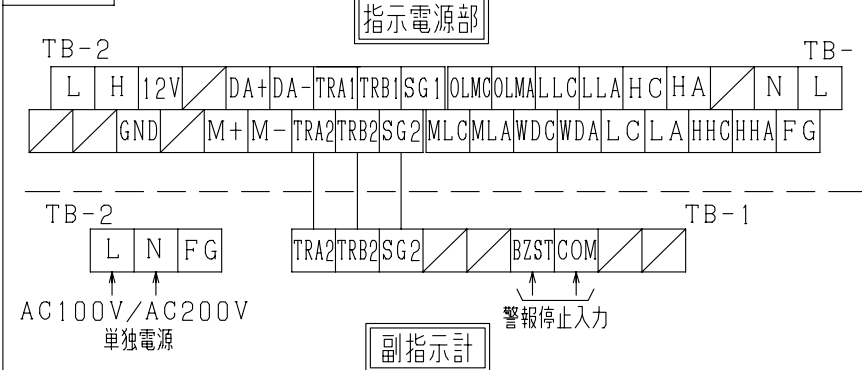 指示電源部
TB-2 TB-
L H 12V DA+ DA- TRA1 TRB1 SG1 OLMC OLMA LLC LLA HC HA N L
GND M+ M- TRA2 TRB2 SG2 MLC MLA WDC WDA LC LA HHC HHA FG
TB-2 TB-1
L N FG TRA2 TRB2 SG2 BZST COM
AC100V/AC200V
単独電源
警報停止入力
副指示計